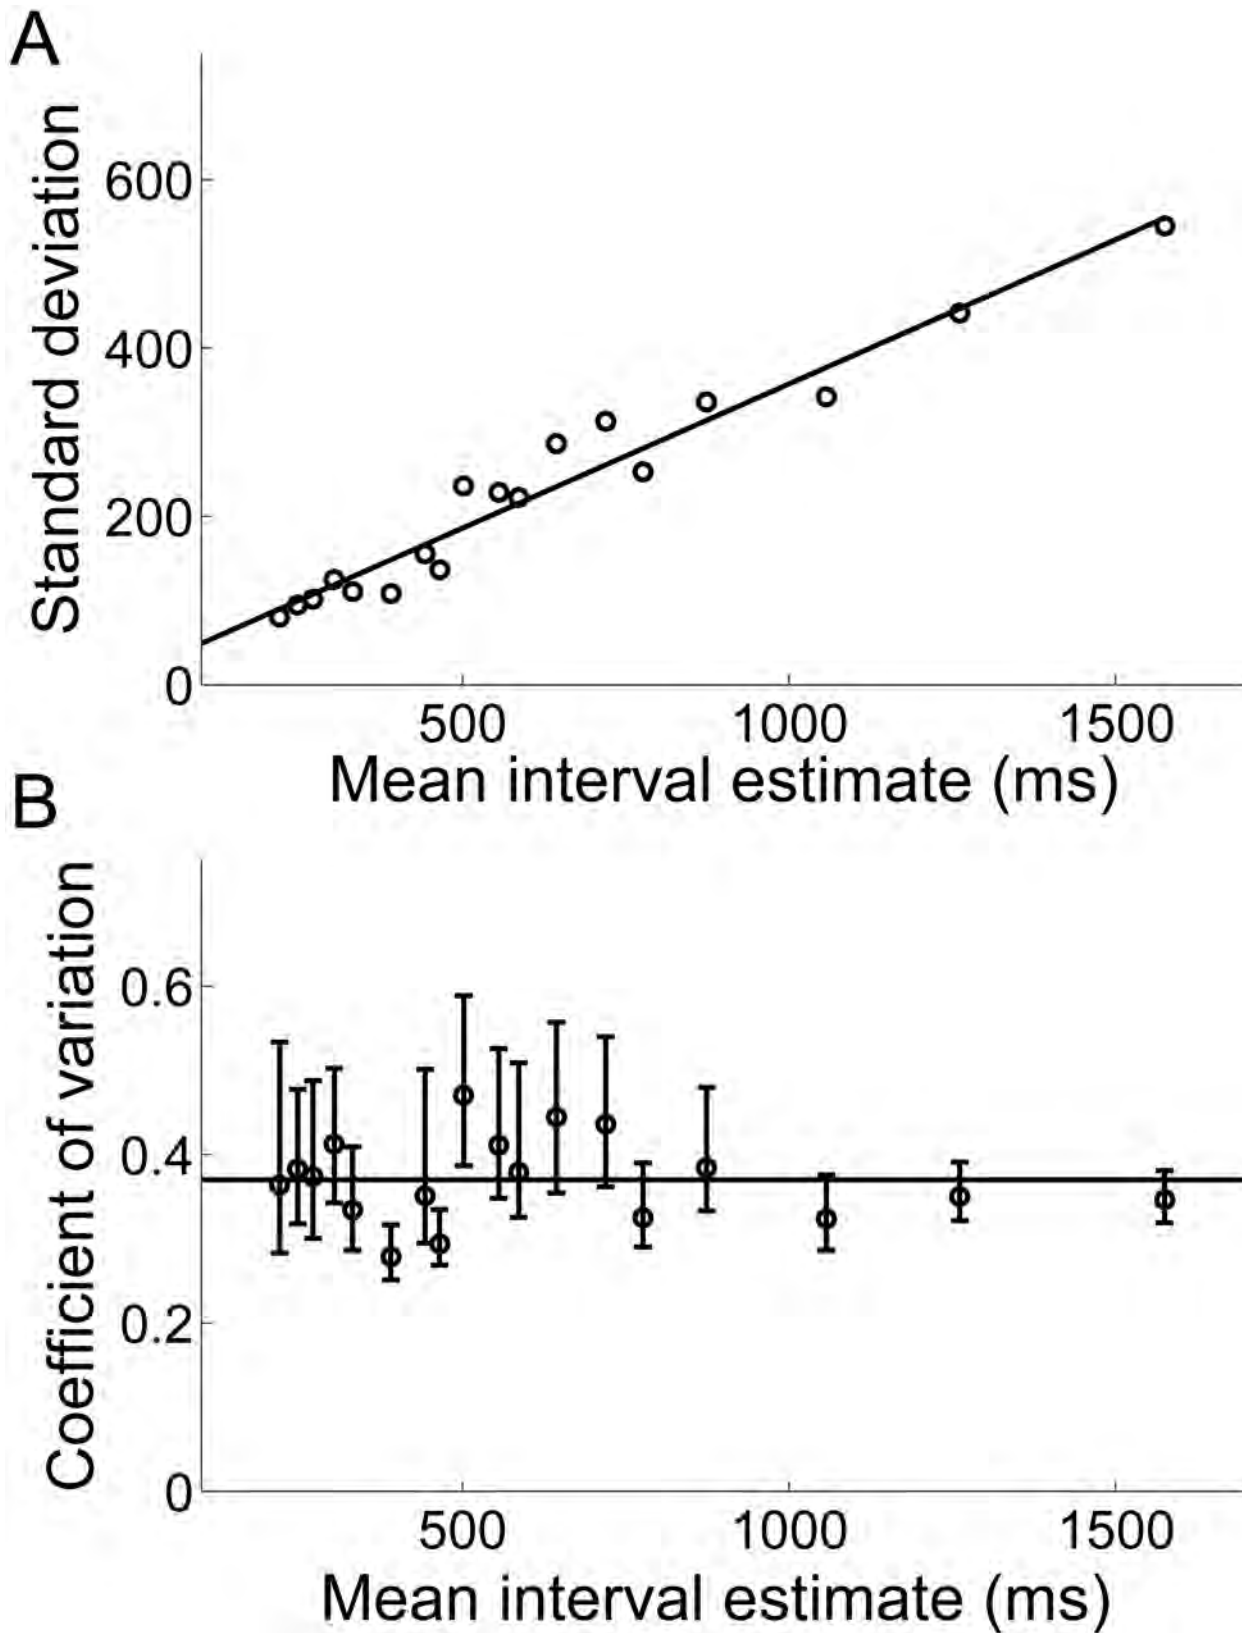 A
Standard deviation
600
400
200
0
500 1000 1500
Mean interval estimate (ms)
B
Coefficient of variation
0.6
0.4
0.2
0
500 1000 1500
Mean interval estimate (ms)